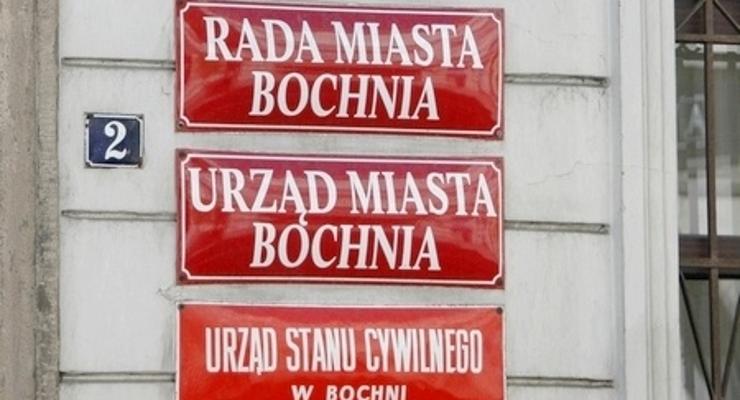 RADA MIASTA
BOCHNIA
2
URZĄD MIASTA
BOCHNIA
URZĄD STANU CYWILNEGO
W BOCHNI